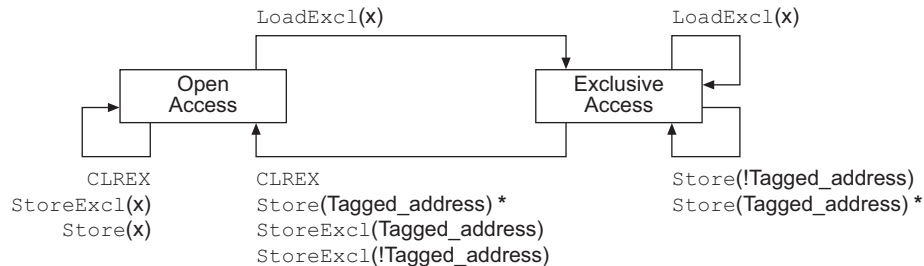 LoadExcl(x)
LoadExcl(x)
Open
Access
Exclusive
Access
CLREX
StoreExcl(x)
Store(x)
CLREX
Store(Tagged_address) *
StoreExcl(Tagged_address)
StoreExcl(!Tagged_address)
Store(!Tagged_address)
Store(Tagged_address) *